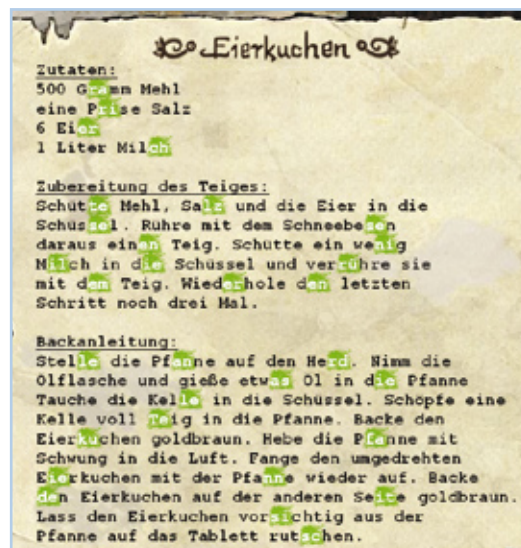 Eierkuchen
Zutaten:
500 Gramm Mehl
eine Prise Salz
6 Eier
1 Liter Milch
Zubereitung des Teiges:
Schütte Mehl, Salz und die Eier in die
Schüssel. Rühre mit dem Schneebesen
daraus einen Teig. Schütte ein wenig
Milch in die Schüssel und verrühre sie
mit dem Teig. Wiederhole den letzten
Schritt noch drei Mal.
Backanleitung:
Stelle die Pfanne auf den Herd. Nimm die
Ölflasche und gieße etwas Öl in die Pfanne
Tauche die Kelle in die Schüssel. Schöpfe eine
Kelle voll Teig in die Pfanne. Backe den
Eierkuchen goldbraun. Hebe die Pfanne mit
Schwung in die Luft. Fange den umgedrehten
Eierkuchen mit der Pfanne wieder auf. Backe
den Eierkuchen auf der anderen Seite goldbraun.
Lass den Eierkuchen vorsichtig aus der
Pfanne auf das Tablett rutschen.